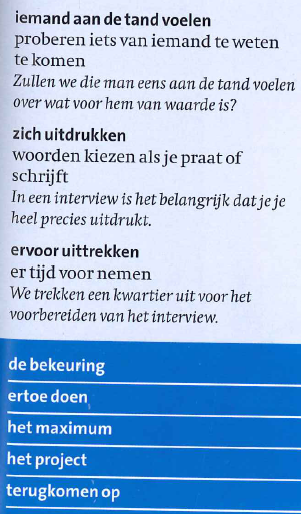 iemand aan de tand voelen
proberen iets van iemand te weten
te komen
Zullen we die man eens aan de tand voelen
over wat voor hem van waarde is?
zich uitdrukken
woorden kiezen als je praat of
schrijft
In een interview is het belangrijk dat je je
heel precies uitdrukt.
ervoor uittrekken
er tijd voor nemen
We trekken een kwartier uit voor het
voorbereiden van het interview.
de bekeuring
ertoe doen
het maximum
het project
terugkomen op